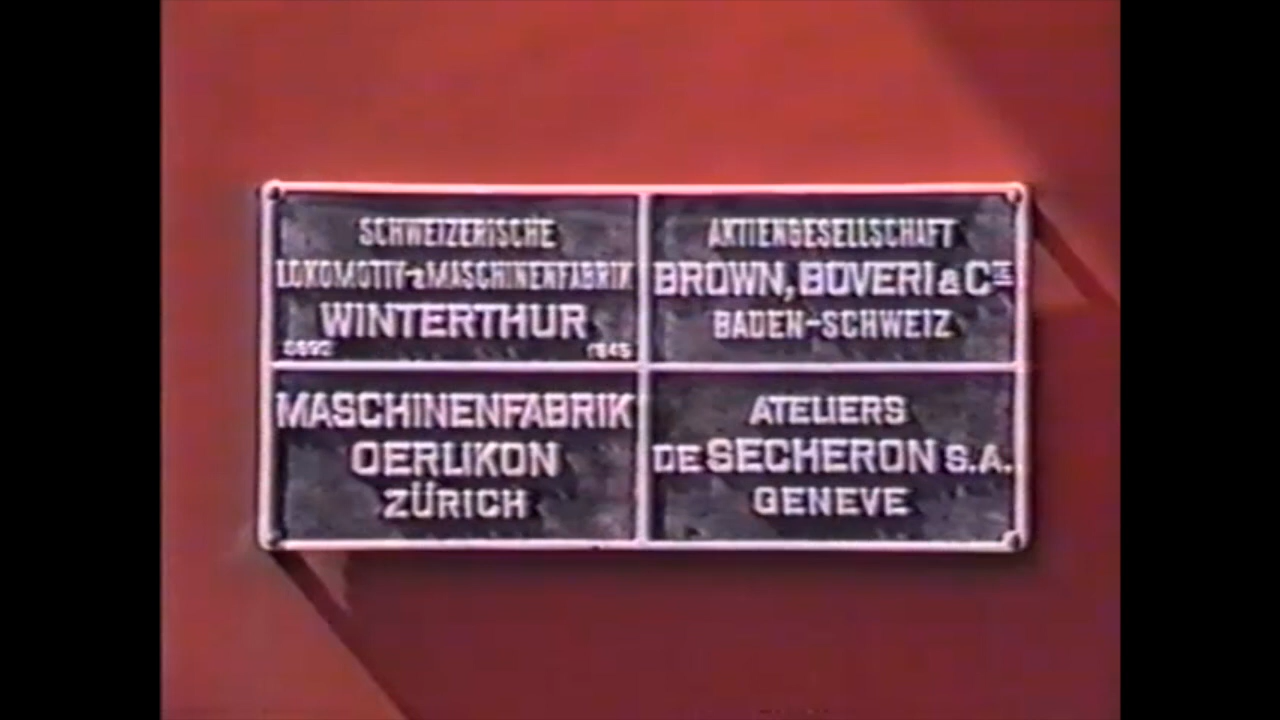 SCHWEIZERISCHE
LOKOMOTIV-& MASCHINENFABRIK
WINTERTHUR
AKTIENGESELLSCHAFT
BROWN, BOVERI & CIE
BADEN-SCHWEIZ
MASCHINENFABRIK
OERLIKON
ZÜRICH
ATELIERS
DE SECHERON S.A.
GENEVE